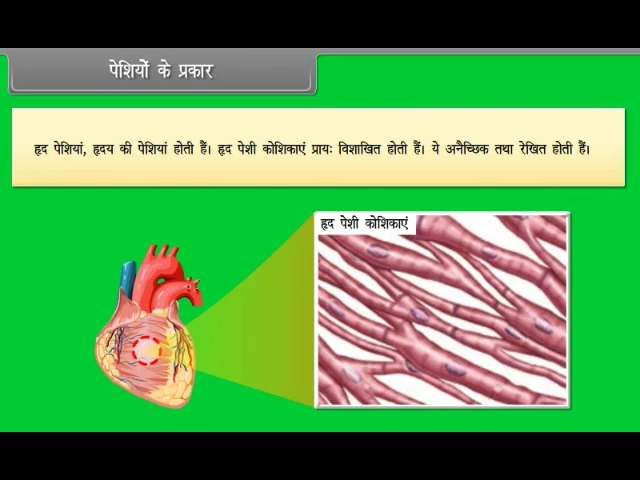 पेशियों के प्रकार
हृद पेशियां, हृदय की पेशियां होती हैं। हृद पेशी कोशिकाएं प्रायः विशाखित होती हैं। ये अनैच्छिक तथा रेखित होती हैं।
हृद पेशी कोशिकाएं